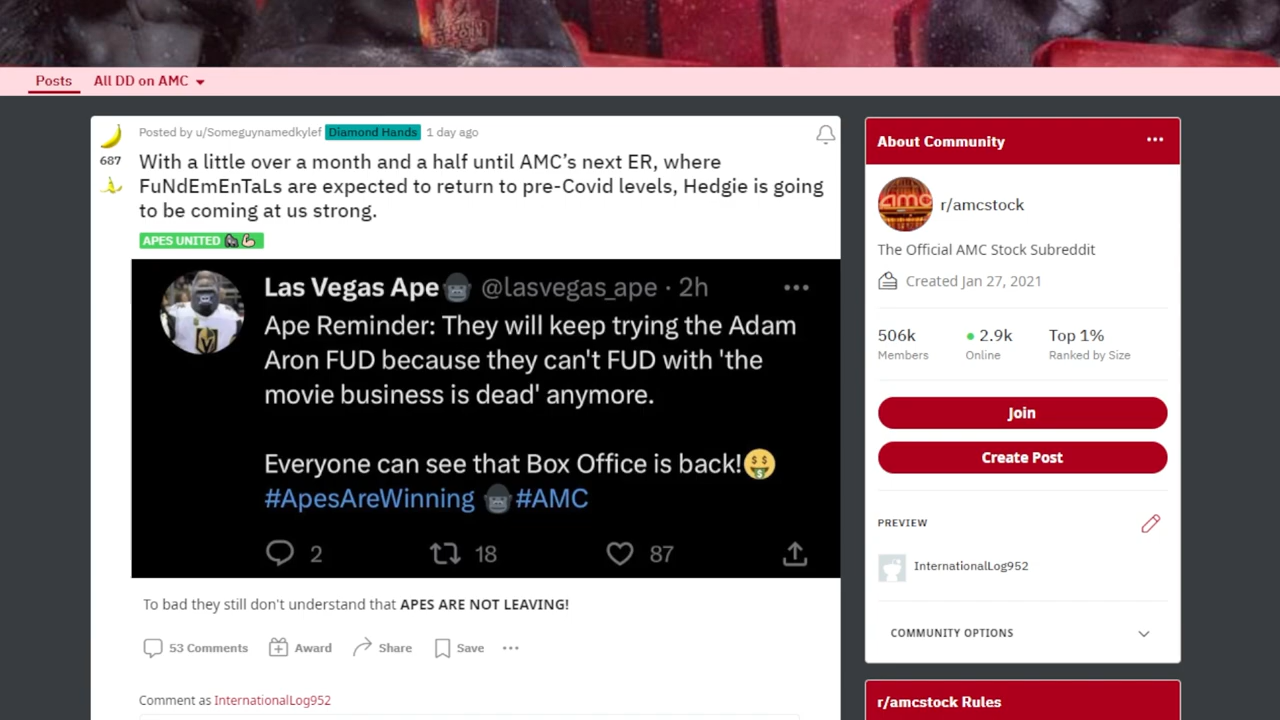 Posts
All DD on AMC
Posted by u/Someguynamedkylef Diamond Hands 1 day ago
687
With a little over a month and a half until AMC’s next ER, where
FuNdEmEnTaLs are expected to return to pre-Covid levels, Hedgie is going
to be coming at us strong.
APES UNITED 🦍💪
Las Vegas Ape🦍 @lasvegas_ape · 2h
Ape Reminder: They will keep trying the Adam
Aron FUD because they can't FUD with 'the
movie business is dead' anymore.
Everyone can see that Box Office is back!🤑
#ApesAreWinning 🦍#AMC
2
18
87
To bad they still don't understand that APES ARE NOT LEAVING!
53 Comments
Award
Share
Save
Comment as InternationalLog952
About Community
amc
r/amcstock
The Official AMC Stock Subreddit
Created Jan 27, 2021
506k
2.9k
Top 1%
Members
Online
Ranked by Size
Join
Create Post
PREVIEW
InternationalLog952
COMMUNITY OPTIONS
r/amcstock Rules